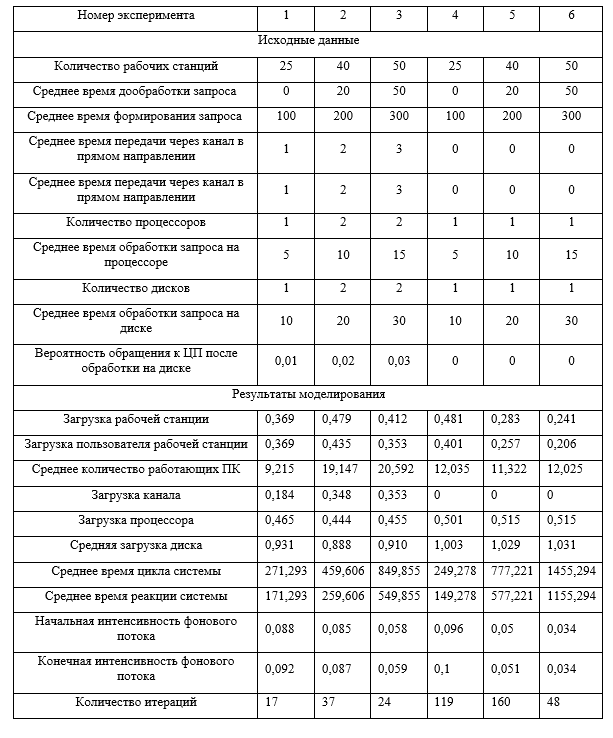 Номер эксперимента 1 2 3 4 5 6
Исходные данные
Количество рабочих станций 25 40 50 25 40 50
Среднее время дообработки запроса 0 20 50 0 20 50
Среднее время формирования запроса 100 200 300 100 200 300
Среднее время передачи через канал в
прямом направлении 1 2 3 0 0 0
Среднее время передачи через канал в
прямом направлении 1 2 3 0 0 0
Количество процессоров 1 2 2 1 1 1
Среднее время обработки запроса на
процессоре 5 10 15 5 10 15
Количество дисков 1 2 2 1 1 1
Среднее время обработки запроса на
диске 10 20 30 10 20 30
Вероятность обращения к ЦП после
обработки на диске 0,01 0,02 0,03 0 0 0
Результаты моделирования
Загрузка рабочей станции 0,369 0,479 0,412 0,481 0,283 0,241
Загрузка пользователя рабочей станции 0,369 0,435 0,353 0,401 0,257 0,206
Среднее количество работающих ПК 9,215 19,147 20,592 12,035 11,322 12,025
Загрузка канала 0,184 0,348 0,353 0 0 0
Загрузка процессора 0,465 0,444 0,455 0,501 0,515 0,515
Средняя загрузка диска 0,931 0,888 0,910 1,003 1,029 1,031
Среднее время цикла системы 271,293 459,606 849,855 249,278 777,221 1455,294
Среднее время реакции системы 171,293 259,606 549,855 149,278 577,221 1155,294
Начальная интенсивность фонового
потока 0,088 0,085 0,058 0,096 0,05 0,034
Конечная интенсивность фонового
потока 0,092 0,087 0,059 0,1 0,051 0,034
Количество итераций 17 37 24 119 160 48